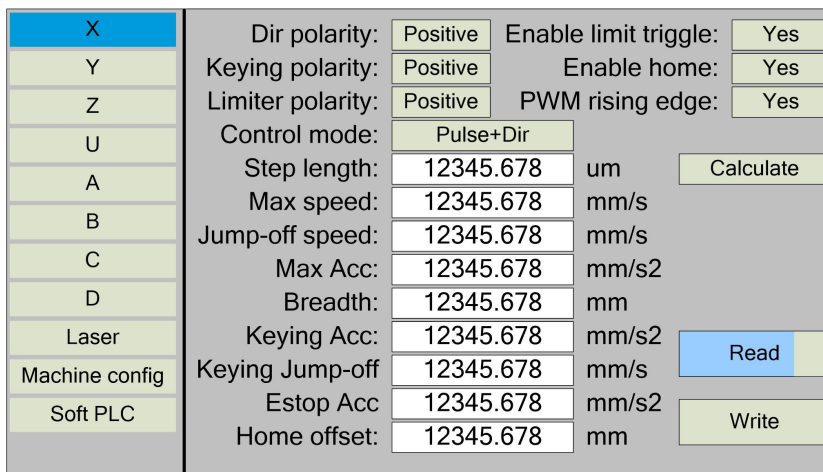 X
Y
Z
U
A
B
C
D
Laser
Machine config
Soft PLC
Dir polarity: Positive Enable limit triggle: Yes
Keying polarity: Positive Enable home: Yes
Limiter polarity: Positive PWM rising edge: Yes
Control mode: Pulse+Dir
Step length: 12345.678 um Calculate
Max speed: 12345.678 mm/s
Jump-off speed: 12345.678 mm/s
Max Acc: 12345.678 mm/s2
Breadth: 12345.678 mm
Keying Acc: 12345.678 mm/s2
Read
Keying Jump-off 12345.678 mm/s
Estop Acc 12345.678 mm/s2
Write
Home offset: 12345.678 mm